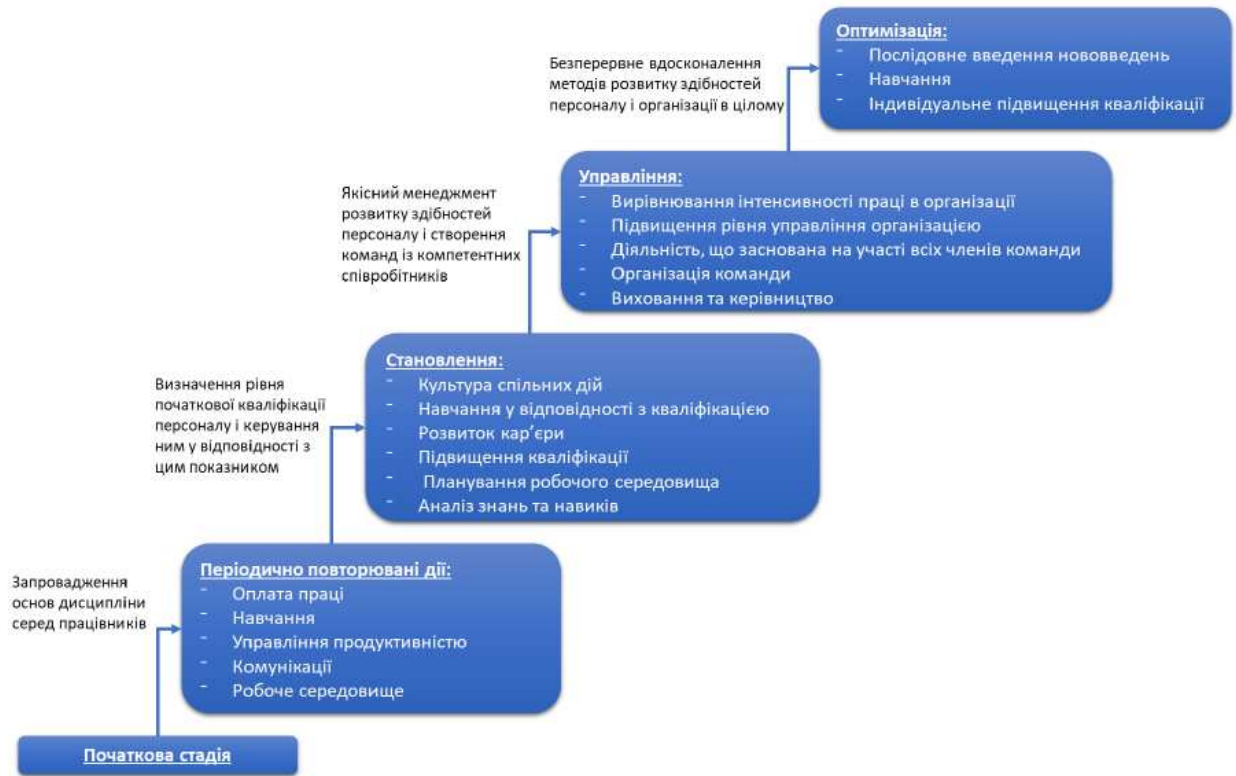 Оптимізація:
- Послідовне введення нововведень
- Навчання
- Індивідуальне підвищення кваліфікації
Безперервне вдосконалення
методів розвитку здібностей
персоналу і організації в цілому
Управління:
- Вирівнювання інтенсивності праці в організації
- Підвищення рівня управління організацією
- Діяльність, що заснована на участі всіх членів команди
- Організація команди
- Виховання та керівництво
Якісний менеджмент
розвитку здібностей
персоналу і створення
команд із компетентних
співробітників
Становлення:
- Культура спільних дій
- Навчання у відповідності з кваліфікацією
- Розвиток кар’єри
- Підвищення кваліфікації
- Планування робочого середовища
- Аналіз знань та навиків
Визначення рівня
початкової кваліфікації
персоналу і керування
ним у відповідності з
цим показником
Періодично повторювані дії:
- Оплата праці
- Навчання
- Управління продуктивністю
- Комунікації
- Робоче середовище
Запровадження
основ дисципліни
серед працівників
Початкова стадія